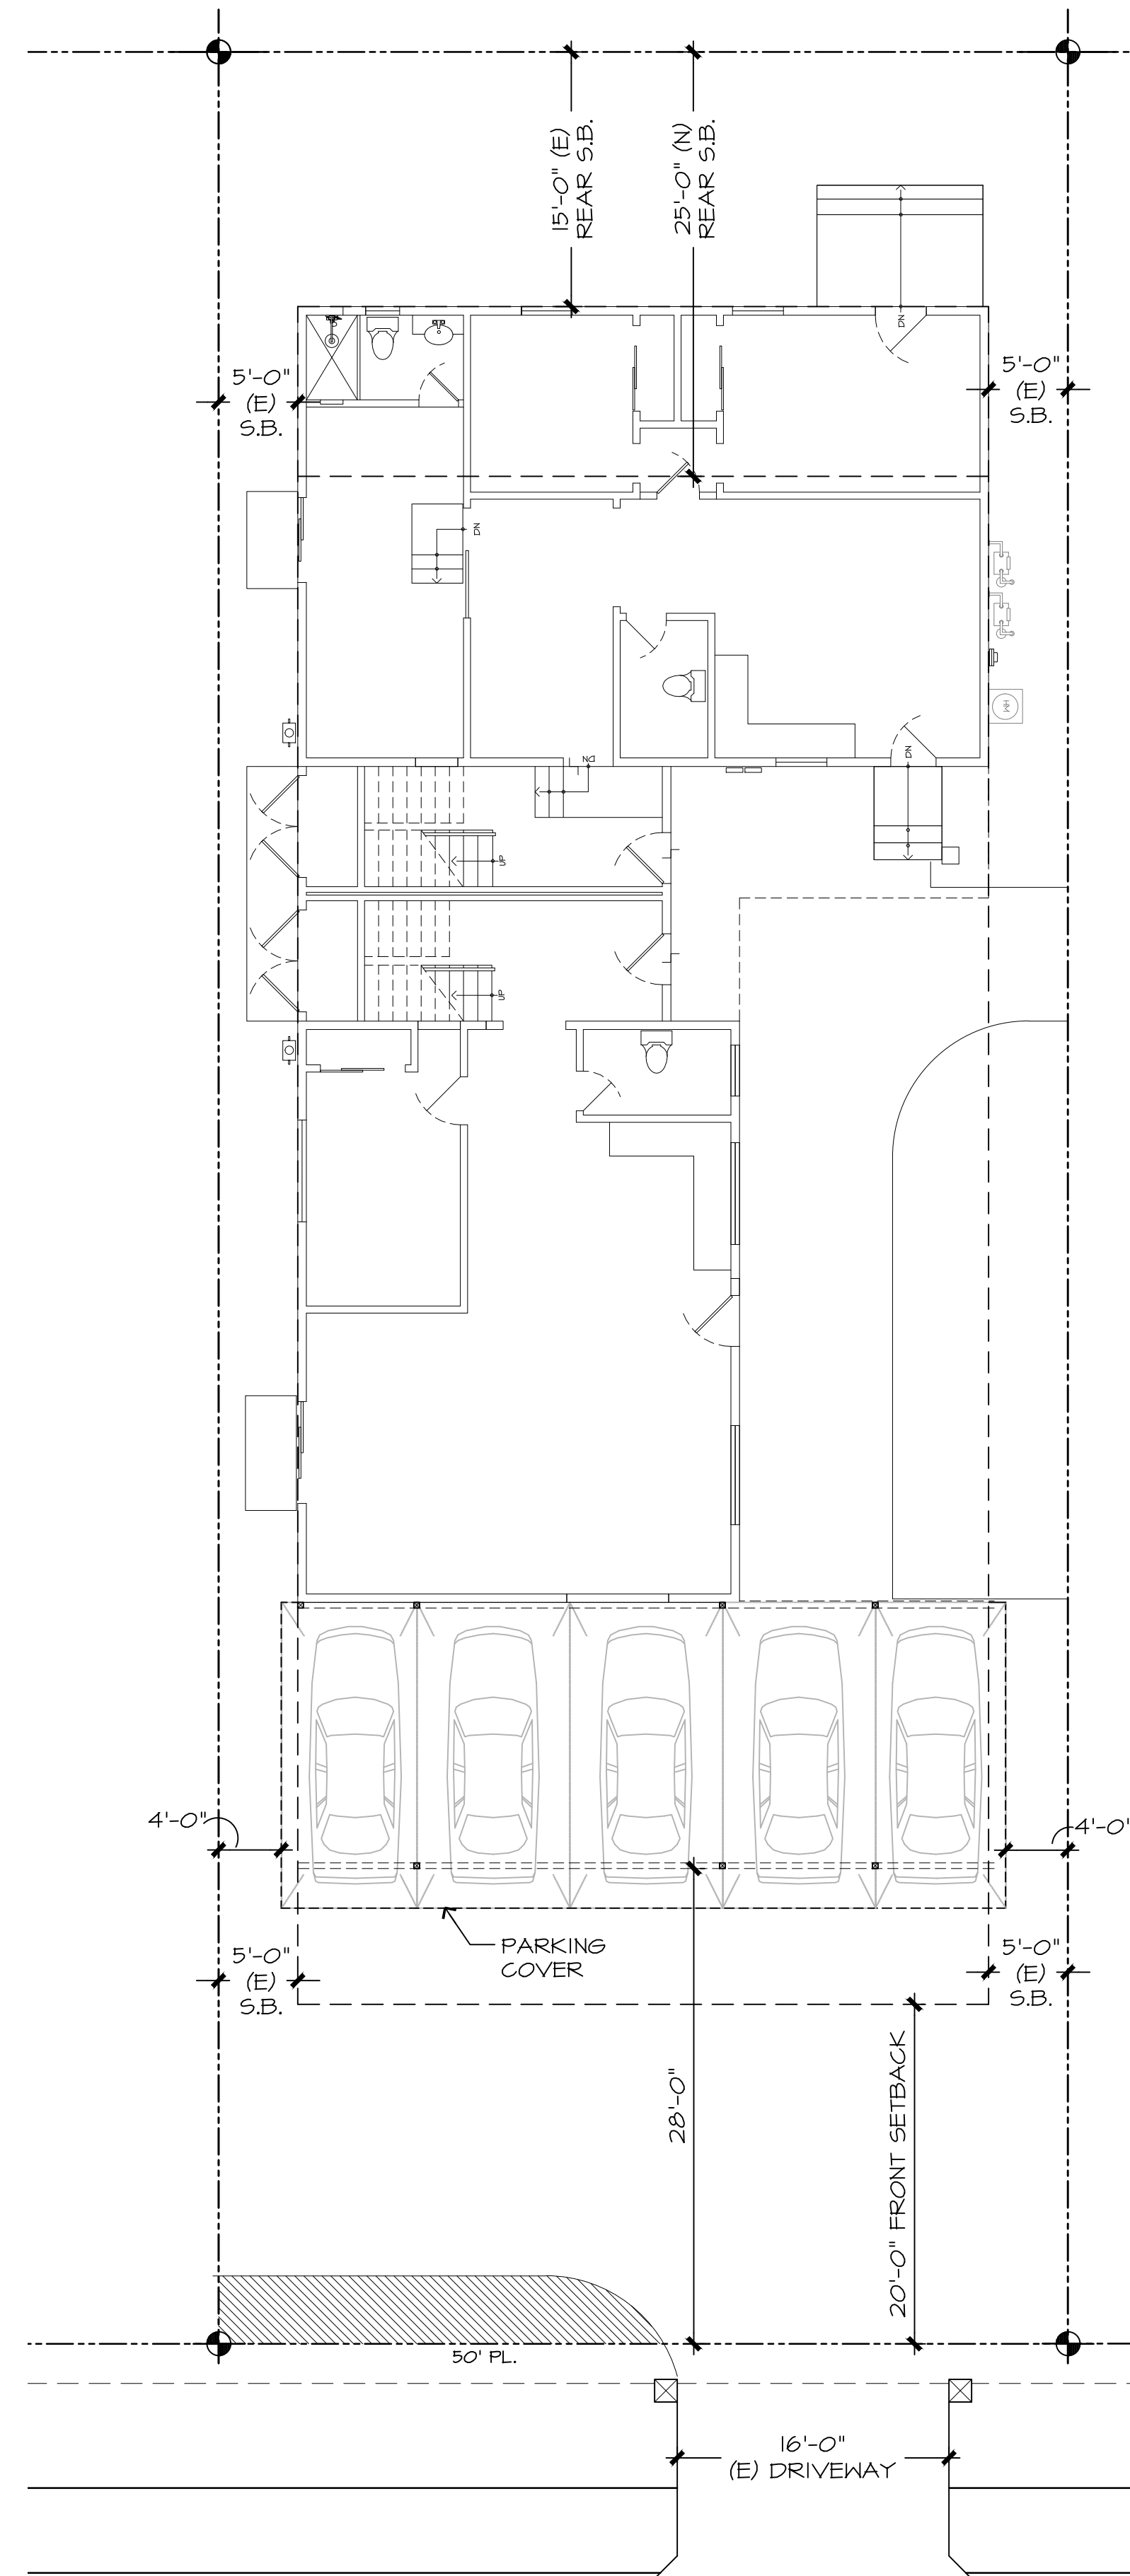 15'-0" (E)
REAR S.B.
25'-0" (N)
REAR S.B.
DN
5'-0"
(E)
S.B.
5'-0"
(E)
S.B.
DN
HM
DN
DN
UP
UP
4'-0"
4'-0"
PARKING
COVER
5'-0"
(E)
S.B.
5'-0"
(E)
S.B.
28'-0"
20'-0" FRONT SETBACK
50' PL.
16'-0"
(E) DRIVEWAY